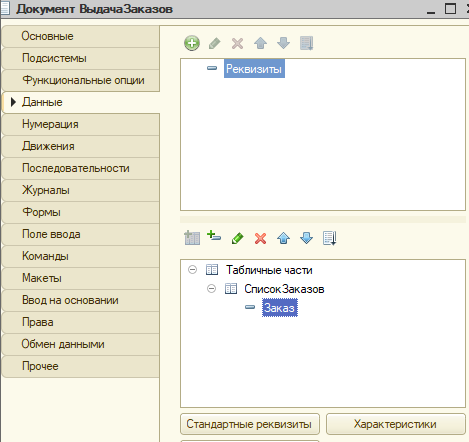 Документ ВыдачаЗаказов
Основные
Подсистемы
Функциональные опции
Данные
Нумерация
Движения
Последовательности
Журналы
Формы
Поле ввода
Команды
Макеты
Ввод на основании
Права
Обмен данными
Прочее
Реквизиты
Табличные части
СписокЗаказов
Заказ
Стандартные реквизиты
Характеристики